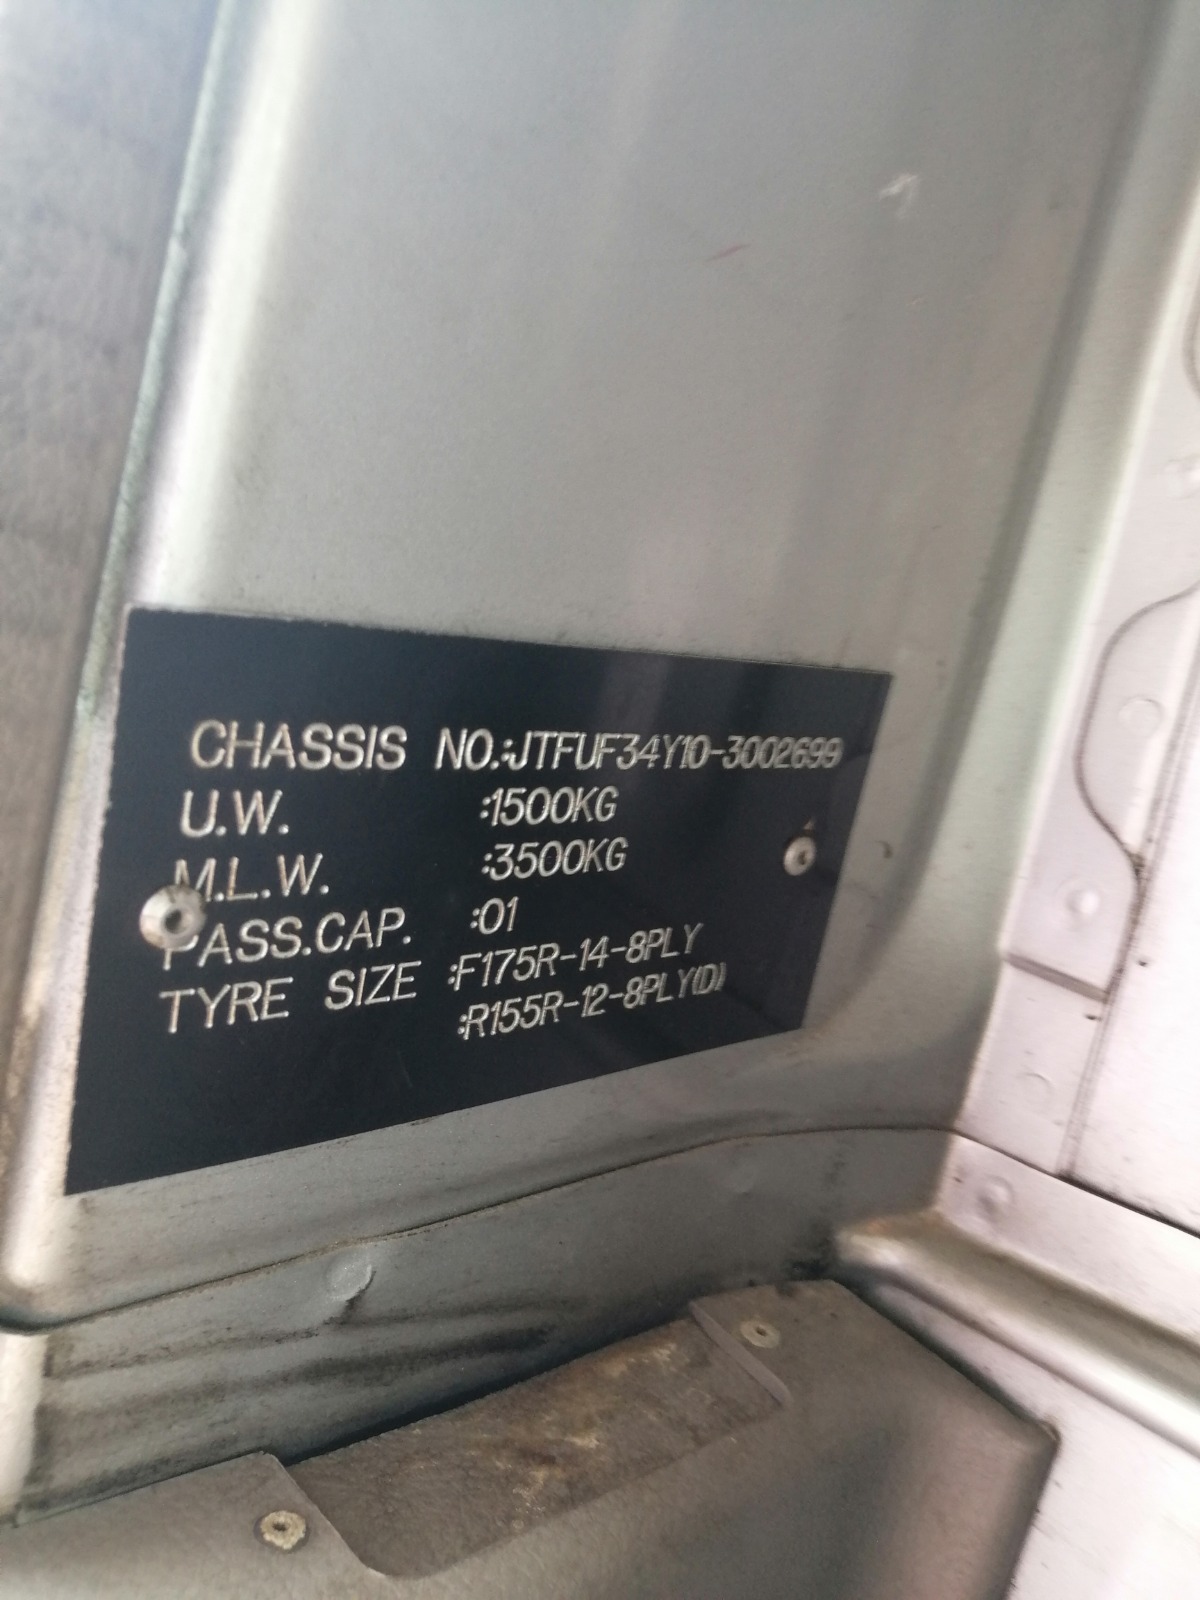 CHASSIS NO.:JTFUF34Y10-3002699
U.W. :1500KG
M.L.W. :3500KG
PASS.CAP. :01
TYRE SIZE :F175R-14-8PLY
:R155R-12-8PLY(D)